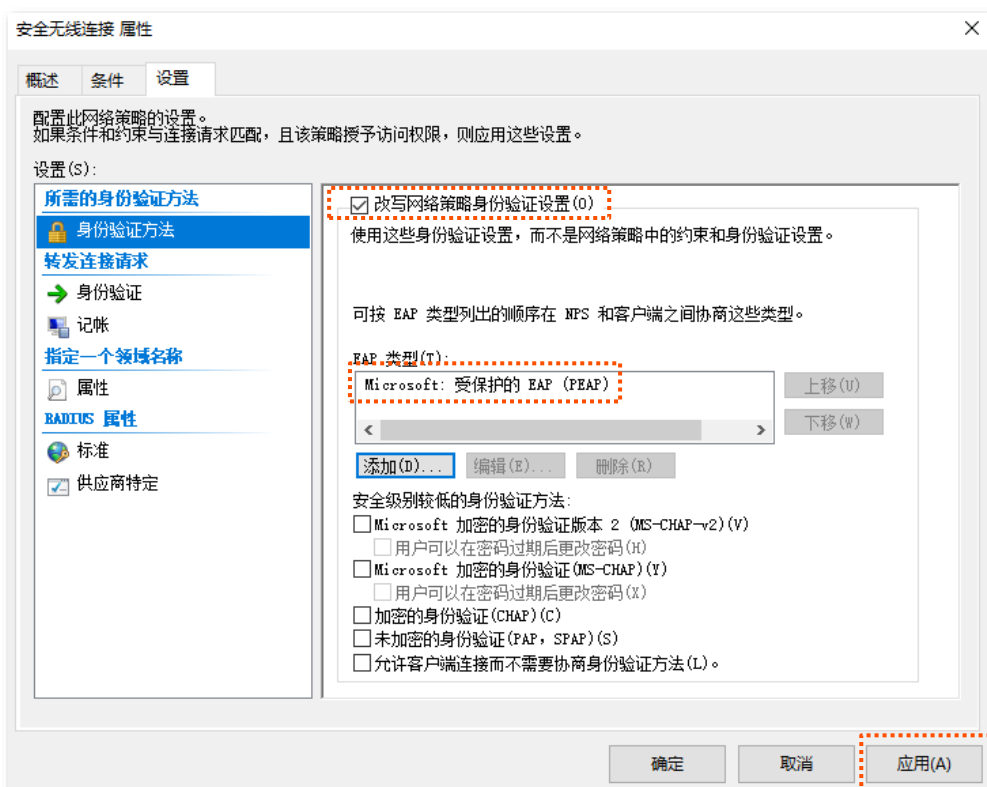 安全无线连接 属性
概述 条件 设置
配置此网络策略的设置。
如果条件和约束与连接请求匹配，且该策略授予访问权限，则应用这些设置。
设置(S):
所需的身份验证方法
身份验证方法
转发连接请求
身份验证
记帐
指定一个领域名称
属性
RADIUS 属性
标准
供应商特定
改写网络策略身份验证设置(O)
使用这些身份验证设置，而不是网络策略中的约束和身份验证设置。
可按 EAP 类型列出的顺序在 NPS 和客户端之间协商这些类型。
EAP 类型(T):
Microsoft: 受保护的 EAP (PEAP)
上移(U)
下移(W)
添加(D)... 编辑(E)... 删除(R)
安全级别较低的身份验证方法:
Microsoft 加密的身份验证版本 2 (MS-CHAP-v2)(V)
用户可以在密码过期后更改密码(H)
Microsoft 加密的身份验证(MS-CHAP)(Y)
用户可以在密码过期后更改密码(X)
加密的身份验证(CHAP)(C)
未加密的身份验证(PAP，SPAP)(S)
允许客户端连接而不需要协商身份验证方法(L)。
确定 取消 应用(A)